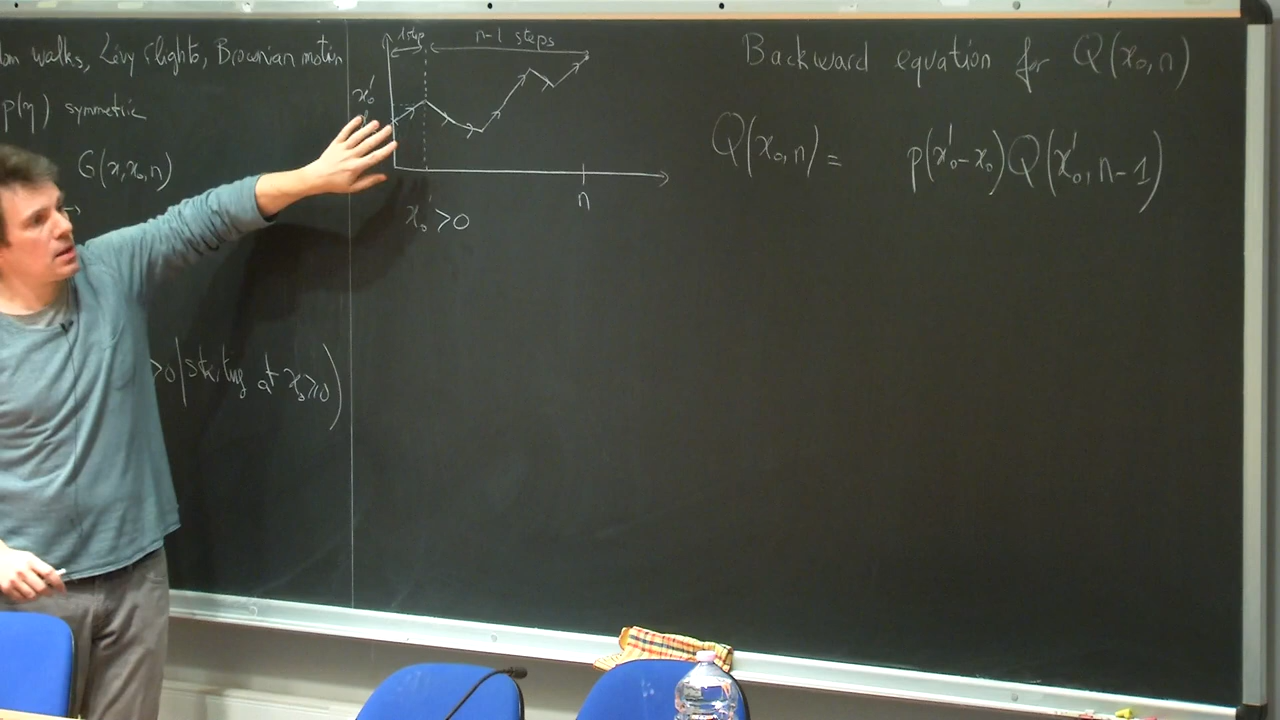 walks, Lévy flights, Brownian motion
p(η) symmetric
G(x,x₀,n)
>0|starting at x₀⩾0)
1 step
n-1 steps
x₀'
n
x₀'>0
Backward equation for Q(x₀,n)
Q(x₀,n)= p(x₀'-x₀)Q(x₀',n-1)